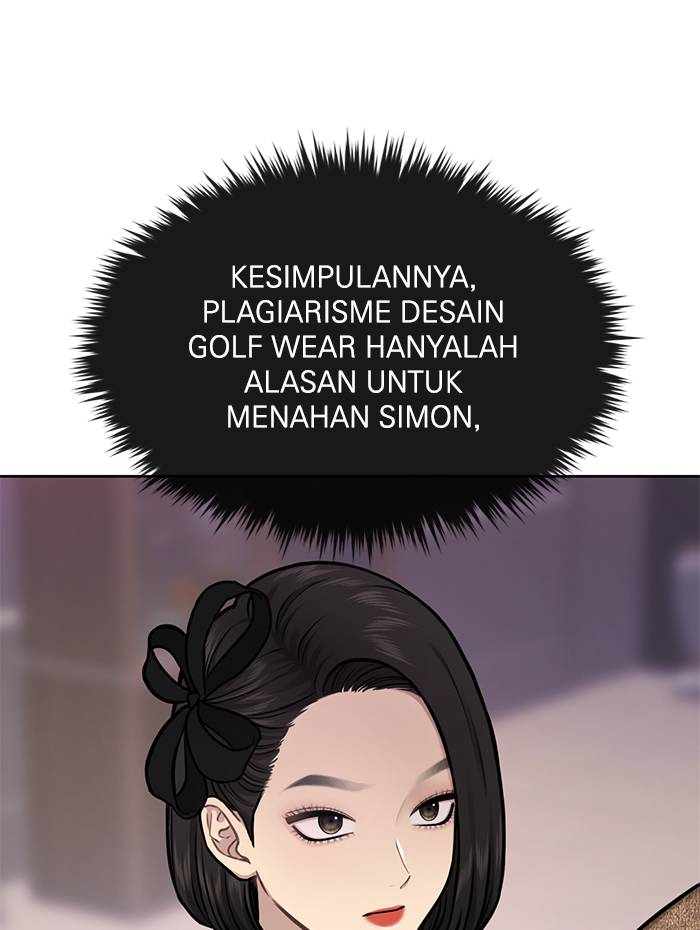 KESIMPULANNYA,
PLAGIARISME DESAIN
GOLF WEAR HANYALAH
ALASAN UNTUK
MENAHAN SIMON,